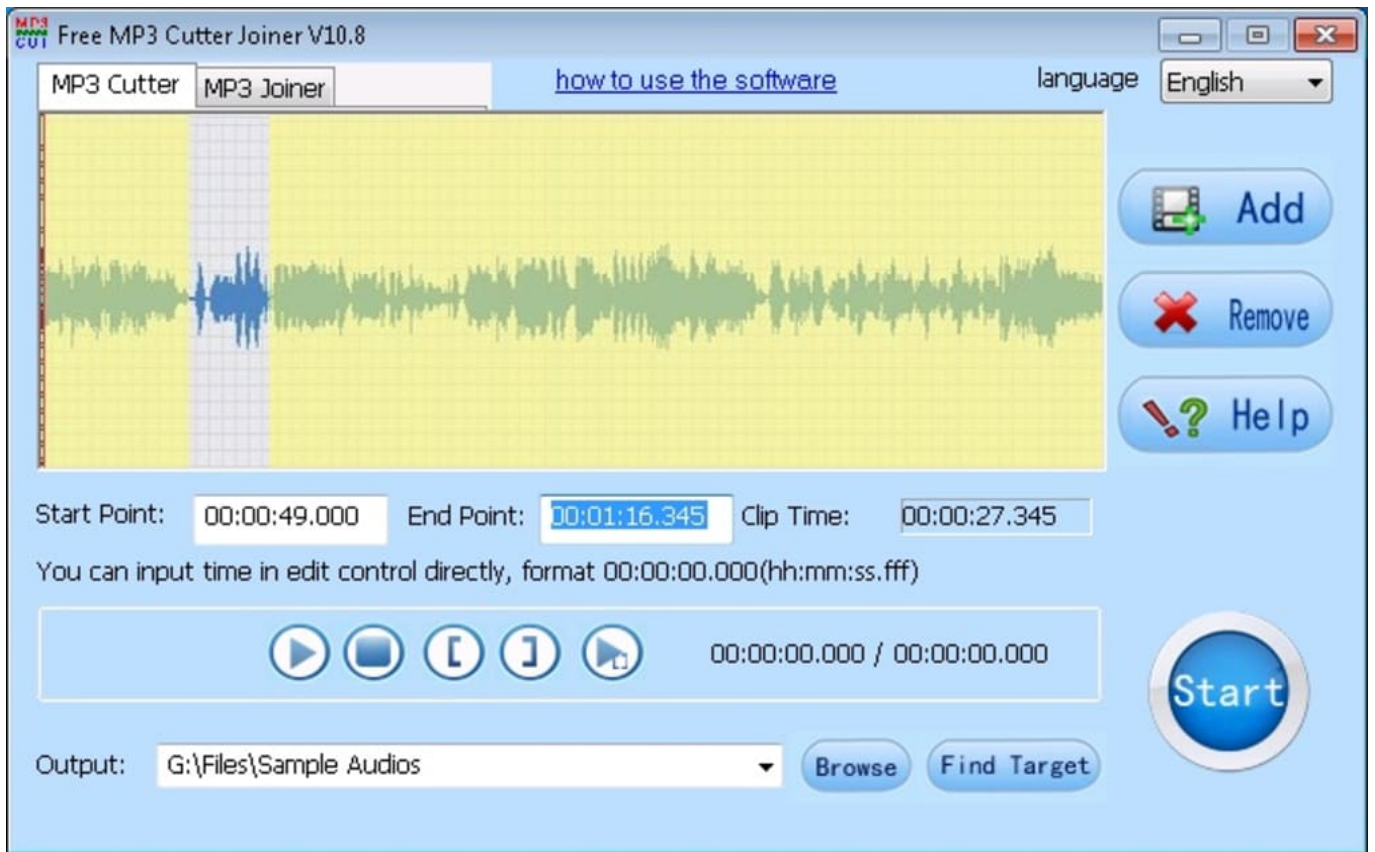 MP3
CUT
Free MP3 Cutter Joiner V10.8
MP3 Cutter
MP3 Joiner
how to use the software
language
English
Add
Remove
Help
Start Point:
00:00:49.000
End Point:
00:01:16.345
Clip Time:
00:00:27.345
You can input time in edit control directly, format 00:00:00.000(hh:mm:ss.fff)
[
]
00:00:00.000 / 00:00:00.000
Start
Output:
G:\Files\Sample Audios
Browse
Find Target